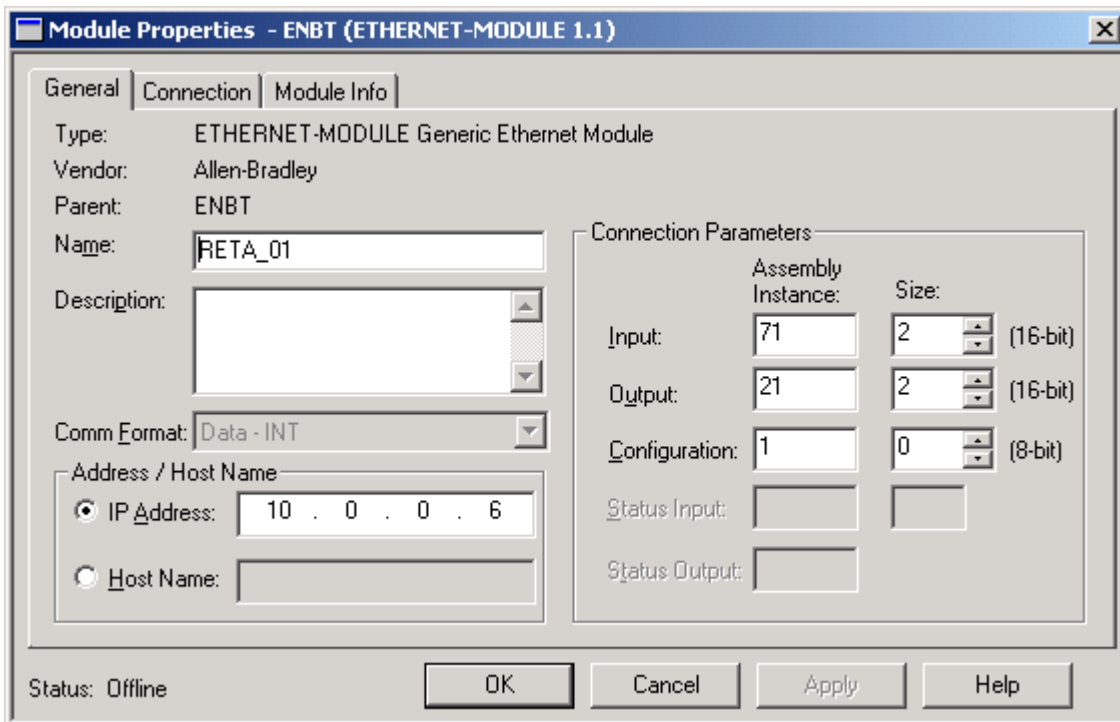 Module Properties - ENBT (ETHERNET-MODULE 1.1)
General
Connection
Module Info
Type: ETHERNET-MODULE Generic Ethernet Module
Vendor: Allen-Bradley
Parent: ENBT
Name: RETA_01
Description:
Comm Format: Data - INT
Address / Host Name
IP Address: 10 . 0 . 0 . 6
Host Name:
Connection Parameters
Assembly
Instance: Size:
Input: 71 2 (16-bit)
Output: 21 2 (16-bit)
Configuration: 1 0 (8-bit)
Status Input:
Status Output:
Status: Offline
OK
Cancel
Apply
Help